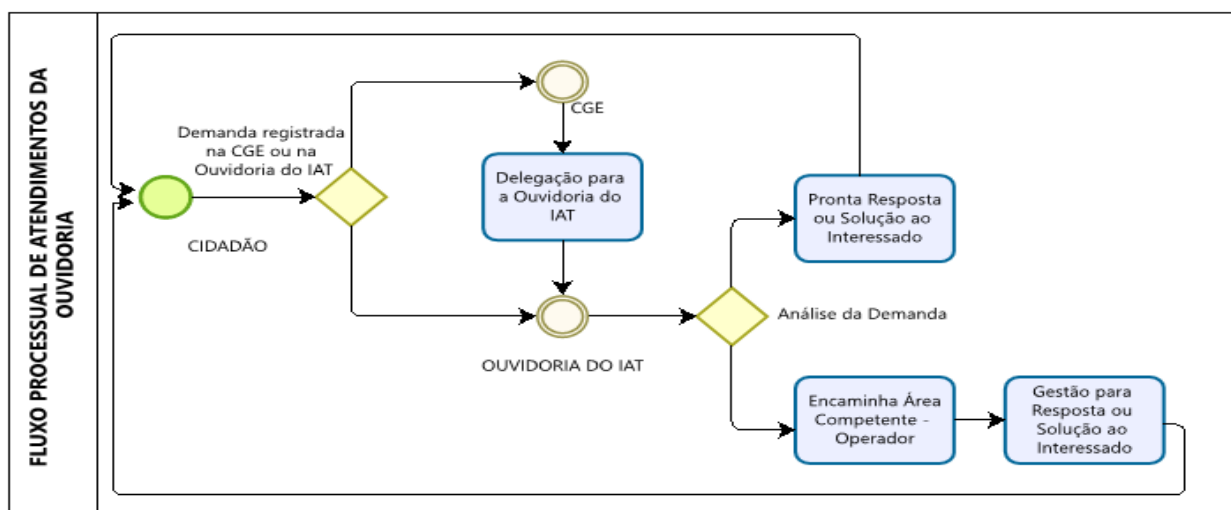 FLUXO PROCESSUAL DE ATENDIMENTOS DA
OUVIDORIA
CIDADÃO
Demanda registrada
na CGE ou na
Ouvidoria do IAT
CGE
Delegação para
a Ouvidoria do
IAT
OUVIDORIA DO IAT
Análise da Demanda
Pronta Resposta
ou Solução ao
Interessado
Encaminha Área
Competente -
Operador
Gestão para
Resposta ou
Solução ao
Interessado